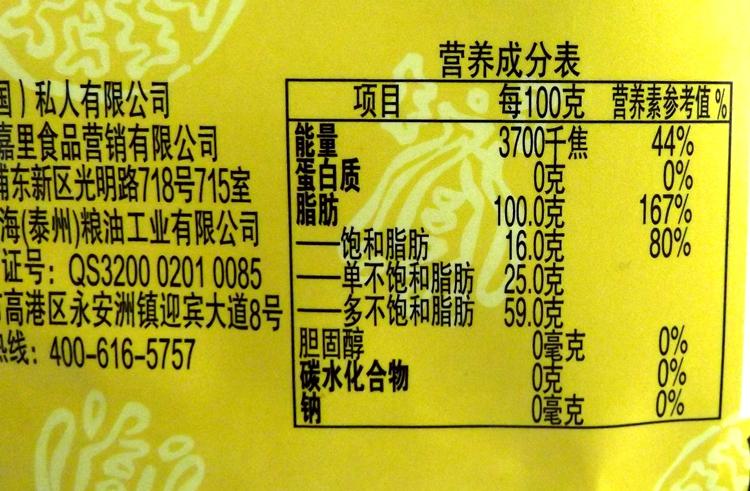 国）私人有限公司
嘉里食品营销有限公司
浦东新区光明路718号715室
海(泰州)粮油工业有限公司
证号：QS3200 0201 0085
高港区永安洲镇迎宾大道8号
热线：400-616-5757
营养成分表
项目 每100克 营养素参考值%
能量 3700千焦 44%
蛋白质 0克 0%
脂肪 100.0克 167%
——饱和脂肪 16.0克 80%
——单不饱和脂肪 25.0克
——多不饱和脂肪 59.0克
胆固醇 0毫克 0%
碳水化合物 0克 0%
钠 0毫克 0%